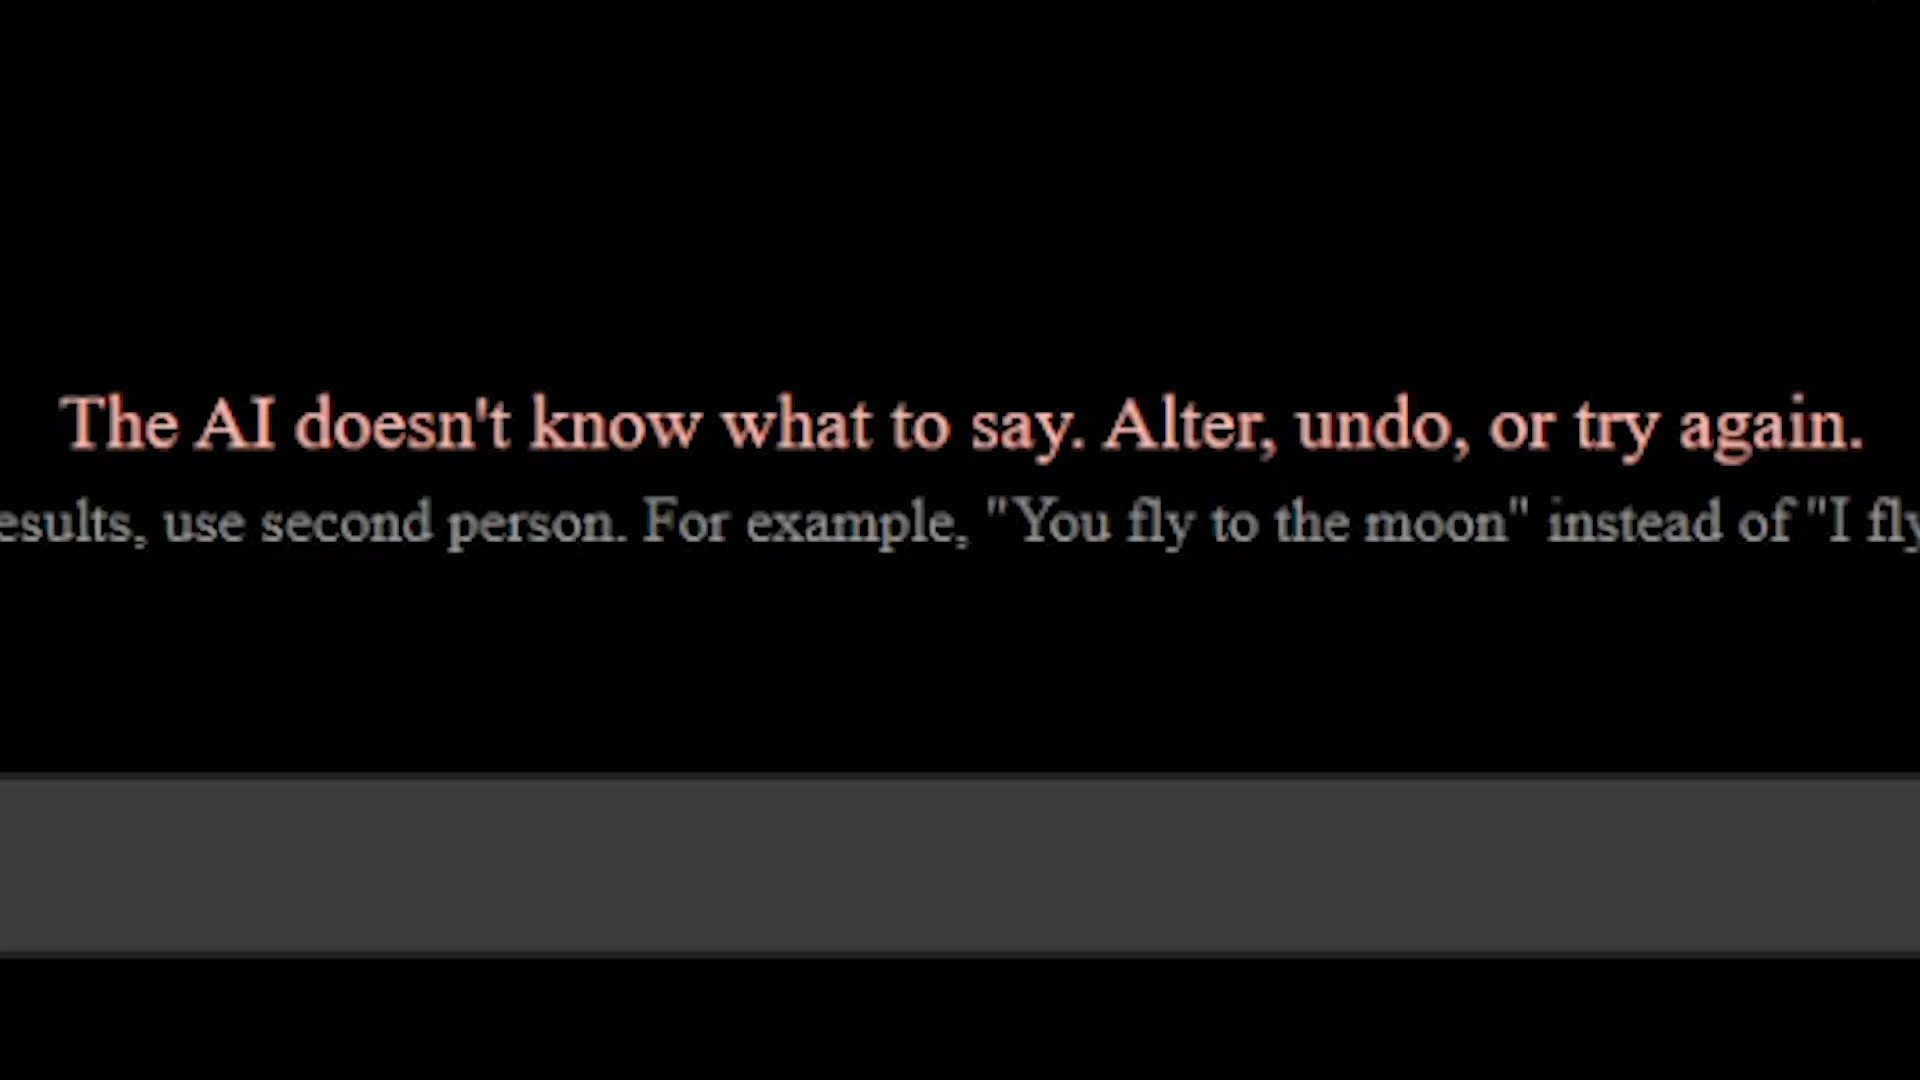 The AI doesn't know what to say. Alter, undo, or try again.
esults, use second person. For example, "You fly to the moon" instead of "I fly